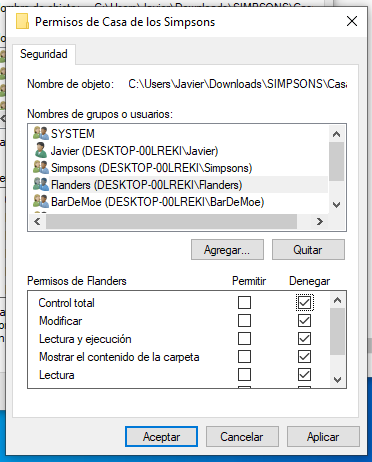 Permisos de Casa de los Simpsons
Seguridad
Nombre de objeto: C:\Users\Javier\Downloads\SIMPSONS\Casa
Nombres de grupos o usuarios:
SYSTEM
Javier (DESKTOP-00LREKI\Javier)
Simpsons (DESKTOP-00LREKI\Simpsons)
Flanders (DESKTOP-00LREKI\Flanders)
BarDeMoe (DESKTOP-00LREKI\BarDeMoe)
Agregar... Quitar
Permisos de Flanders Permitir Denegar
Control total
Modificar
Lectura y ejecución
Mostrar el contenido de la carpeta
Lectura
Aceptar Cancelar Aplicar